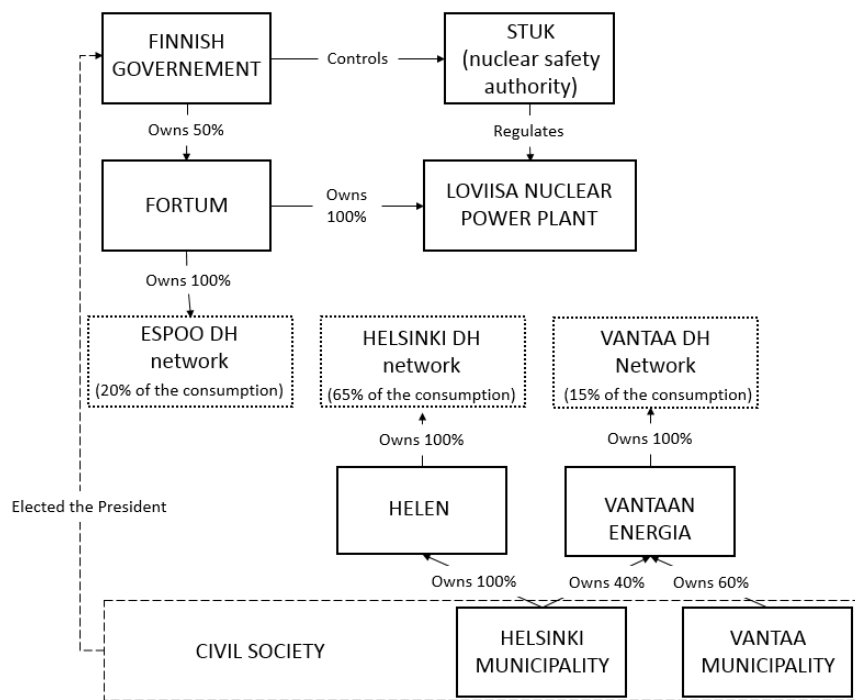 FINNISH
GOVERNEMENT
Controls
STUK
(nuclear safety
authority)
Owns 50%
Regulates
FORTUM
Owns
100%
LOVIISA NUCLEAR
POWER PLANT
Owns 100%
ESPOO DH
network
(20% of the consumption)
HELSINKI DH
network
(65% of the consumption)
VANTAA DH
Network
(15% of the consumption)
Owns 100%
Owns 100%
Elected the President
HELEN
VANTAAN
ENERGIA
Owns 100%
Owns 40%
Owns 60%
CIVIL SOCIETY
HELSINKI
MUNICIPALITY
VANTAA
MUNICIPALITY